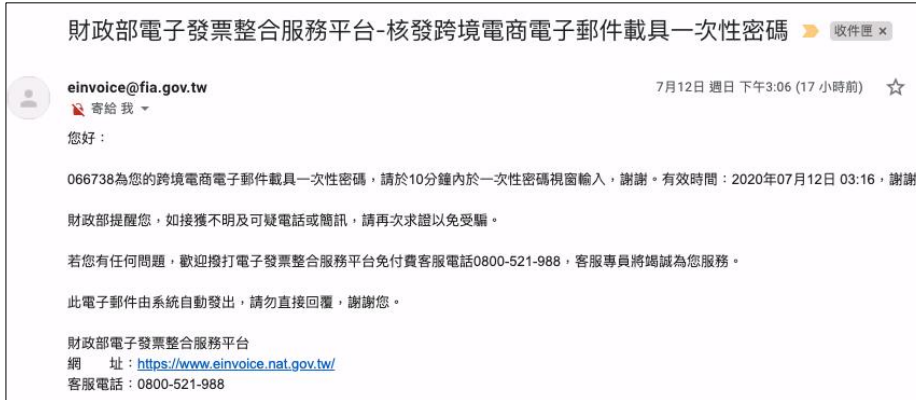 財政部電子發票整合服務平台-核發跨境電商電子郵件載具一次性密碼 收件匣 ×
einvoice@fia.gov.tw 7月12日 週日 下午3:06 (17 小時前)
寄給 我
您好：
066738為您的跨境電商電子郵件載具一次性密碼，請於10分鐘內於一次性密碼視窗輸入，謝謝。有效時間：2020年07月12日 03:16，謝謝
財政部提醒您，如接獲不明及可疑電話或簡訊，請再次求證以免受騙。
若您有任何問題，歡迎撥打電子發票整合服務平台免付費客服電話0800-521-988，客服專員將竭誠為您服務。
此電子郵件由系統自動發出，請勿直接回覆，謝謝您。
財政部電子發票整合服務平台
網 址：https://www.einvoice.nat.gov.tw/
客服電話：0800-521-988